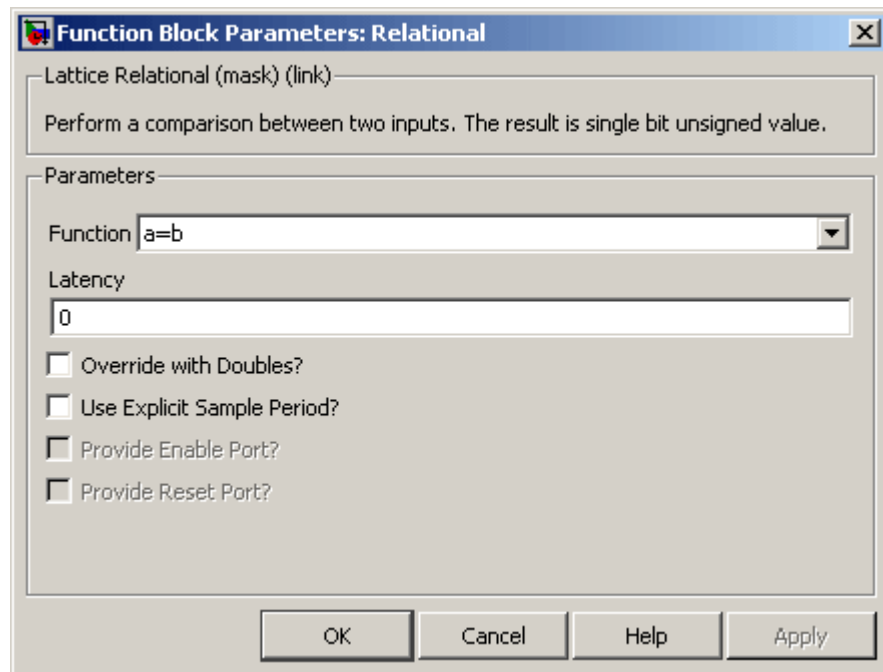 Function Block Parameters: Relational
Lattice Relational (mask) (link)
Perform a comparison between two inputs. The result is single bit unsigned value.
Parameters
Function a=b
Latency
0
Override with Doubles?
Use Explicit Sample Period?
Provide Enable Port?
Provide Reset Port?
OK Cancel Help Apply